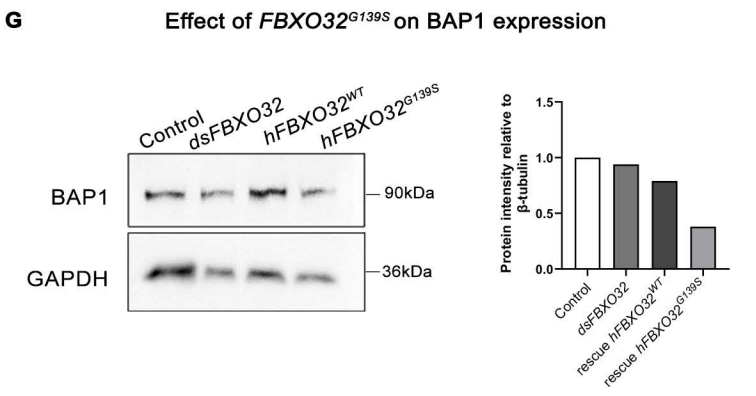 G
Effect of FBXO32G139S on BAP1 expression
Control
dsFBXO32
hFBXO32WT
hFBXO32G139S
BAP1
90kDa
GAPDH
36kDa
Protein intensity relative to
β-tubulin
1.5
1.0
0.5
0.0
Control
dsFBXO32
rescue hFBXO32WT
rescue hFBXO32G139S